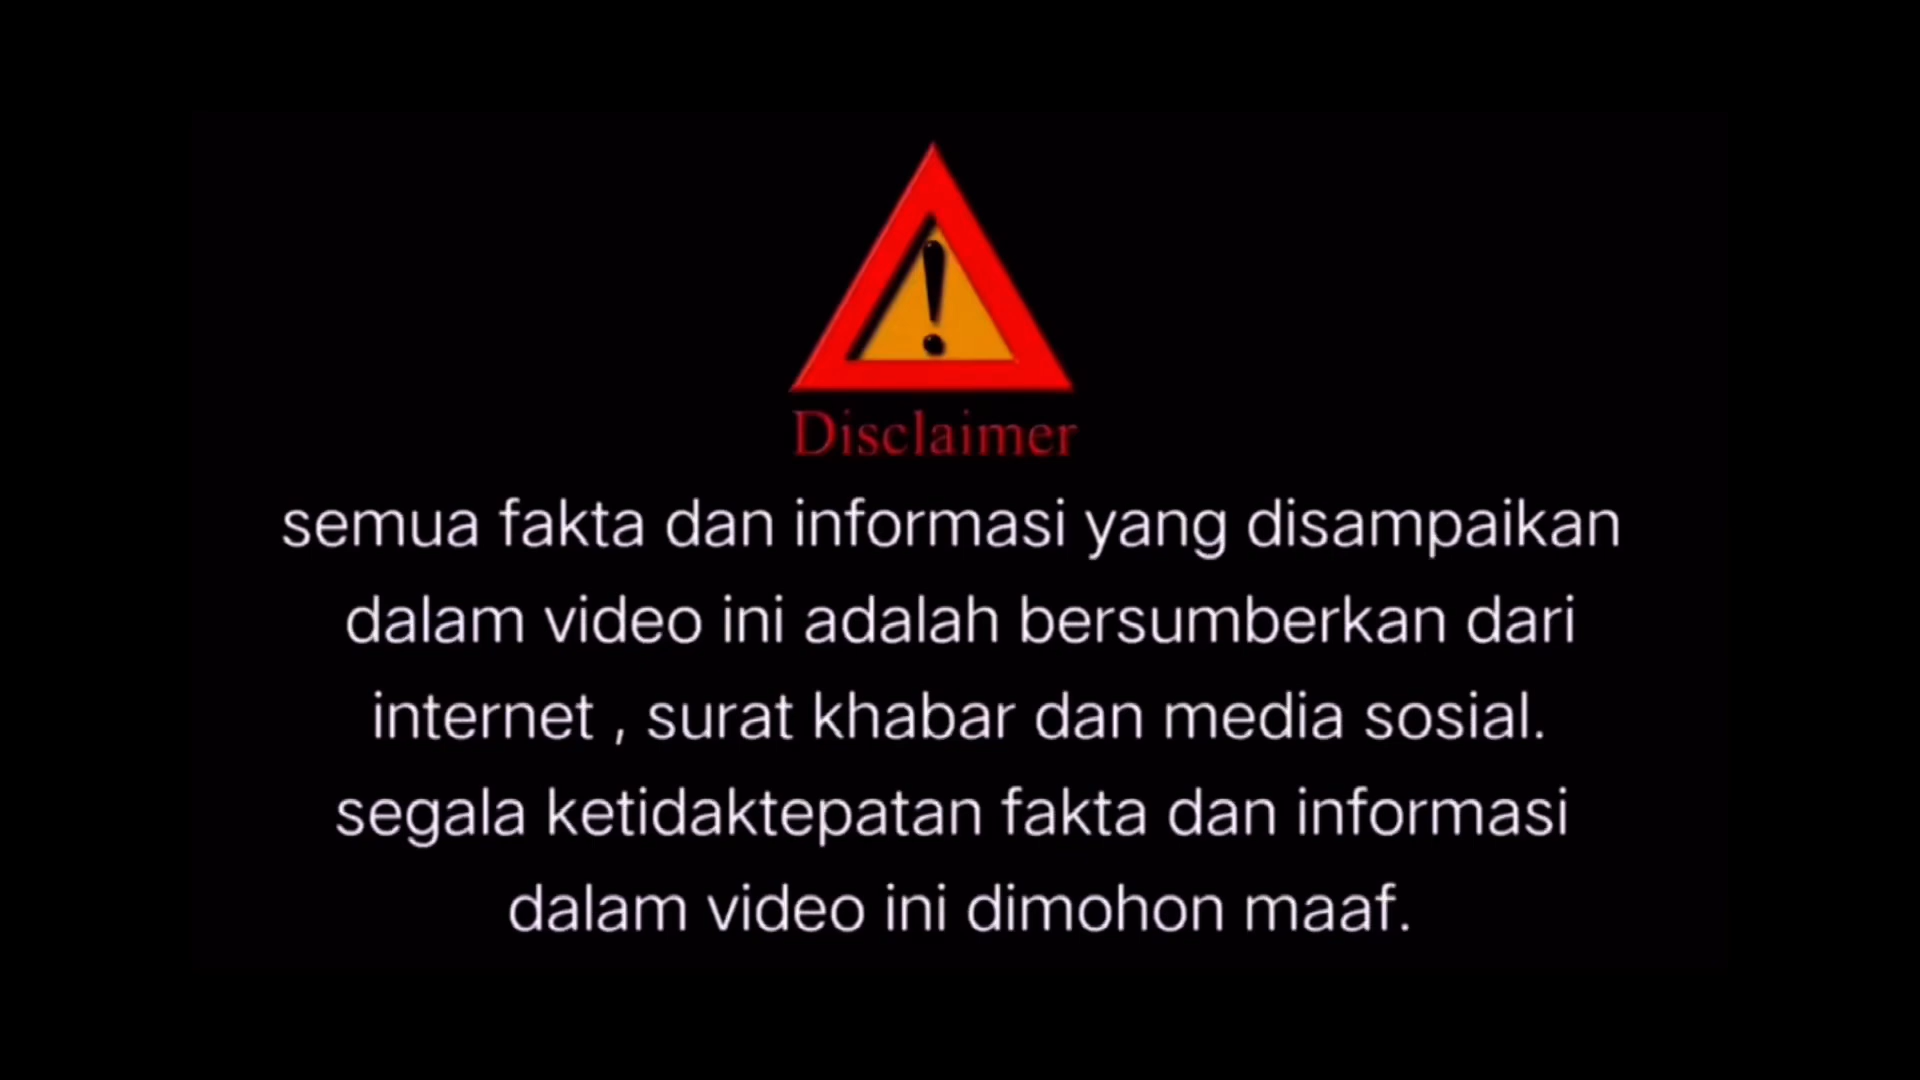 Disclaimer
semua fakta dan informasi yang disampaikan
dalam video ini adalah bersumberkan dari
internet , surat khabar dan media sosial.
segala ketidaktepatan fakta dan informasi
dalam video ini dimohon maaf.